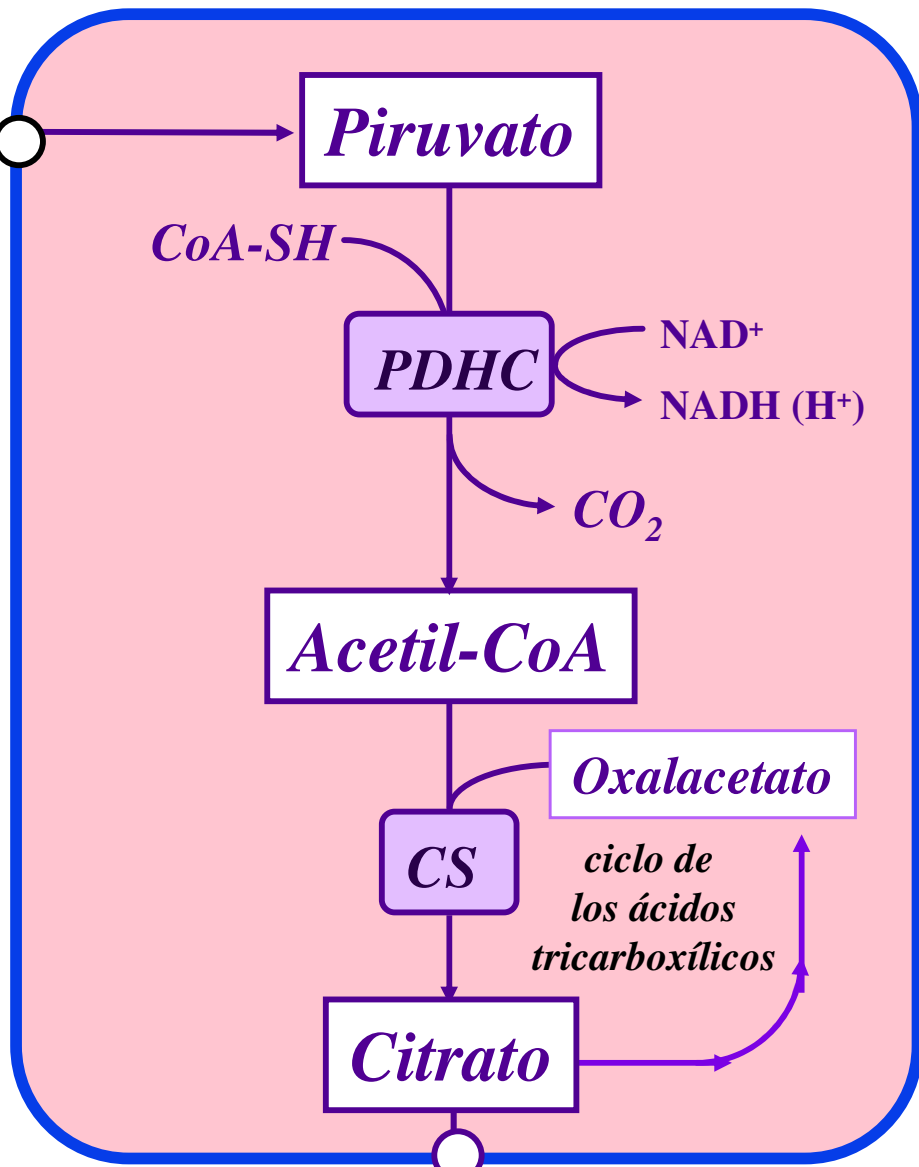 Piruvato
CoA-SH
PDHC
NAD⁺
NADH (H⁺)
CO₂
Acetil-CoA
Oxalacetato
CS
ciclo de
los ácidos
tricarboxílicos
Citrato